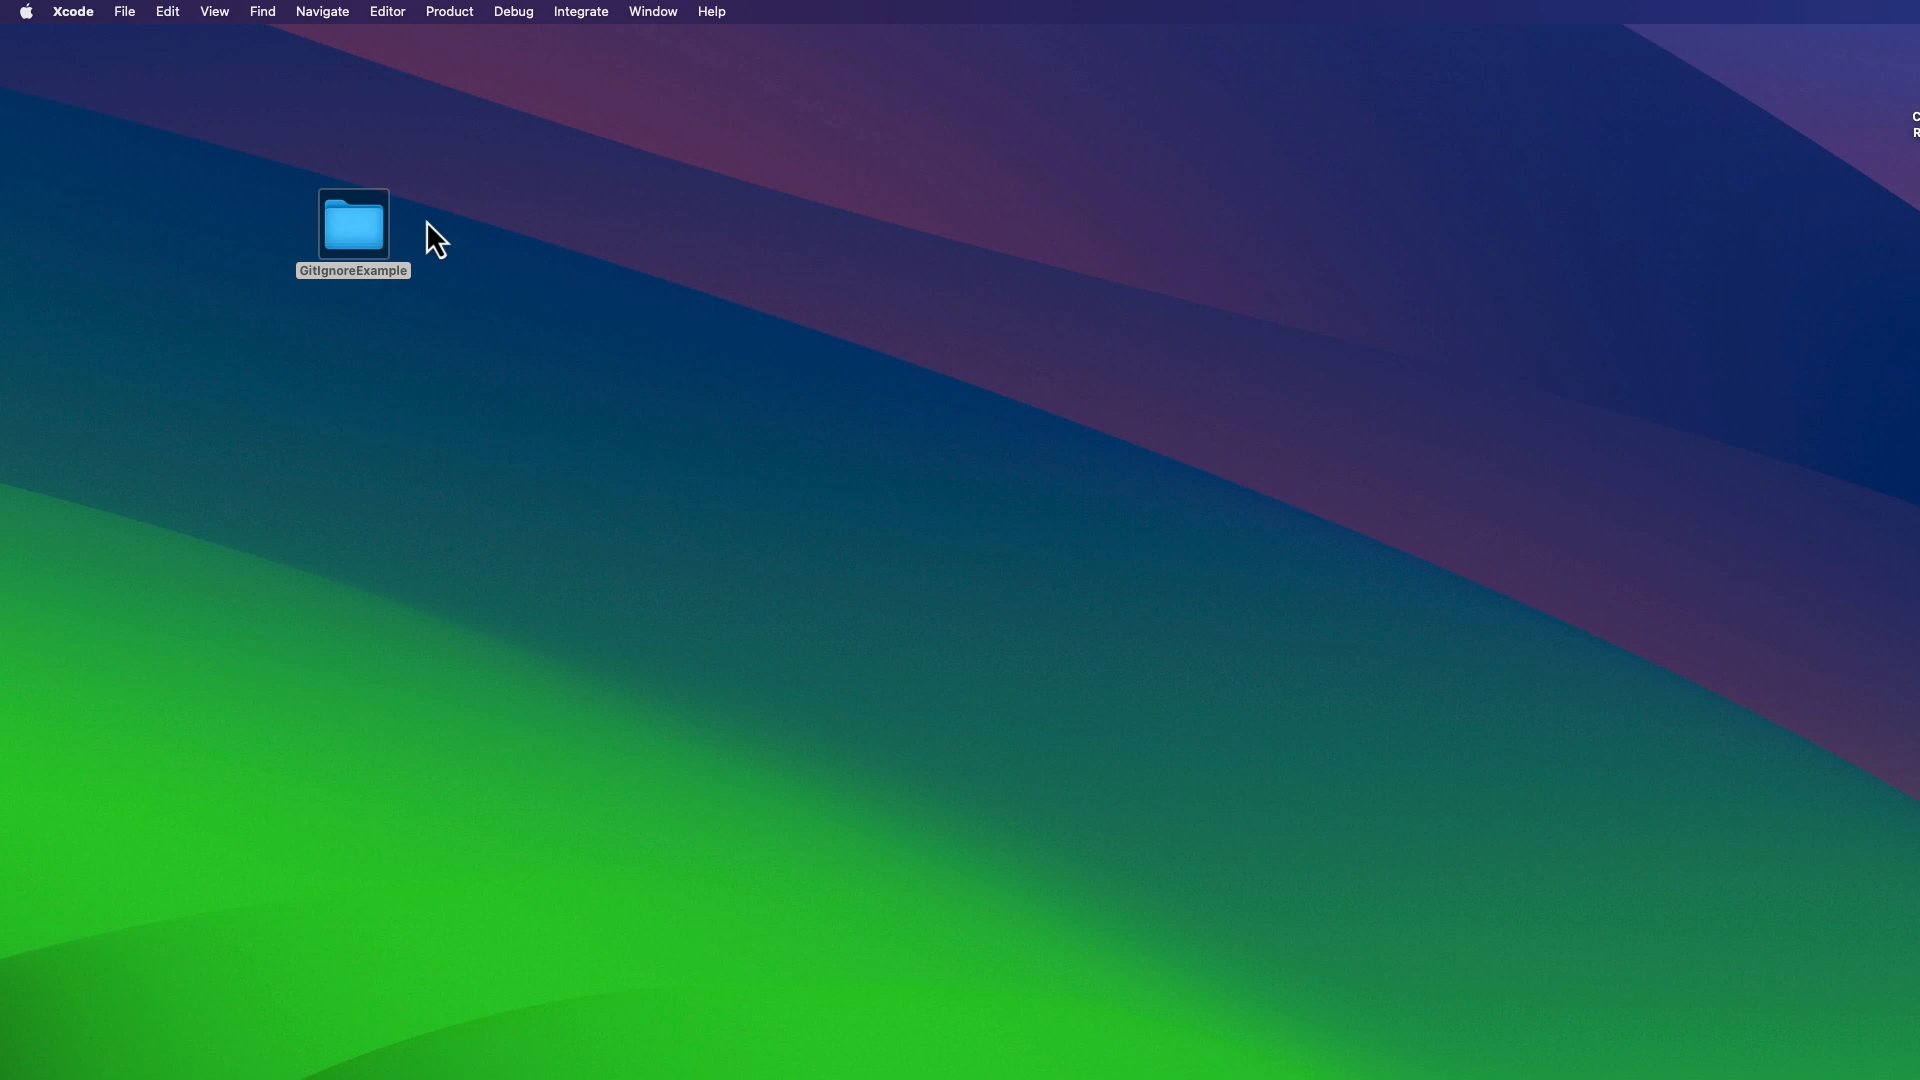 Xcode File Edit View Find Navigate Editor Product Debug Integrate Window Help
C
R
GitIgnoreExample